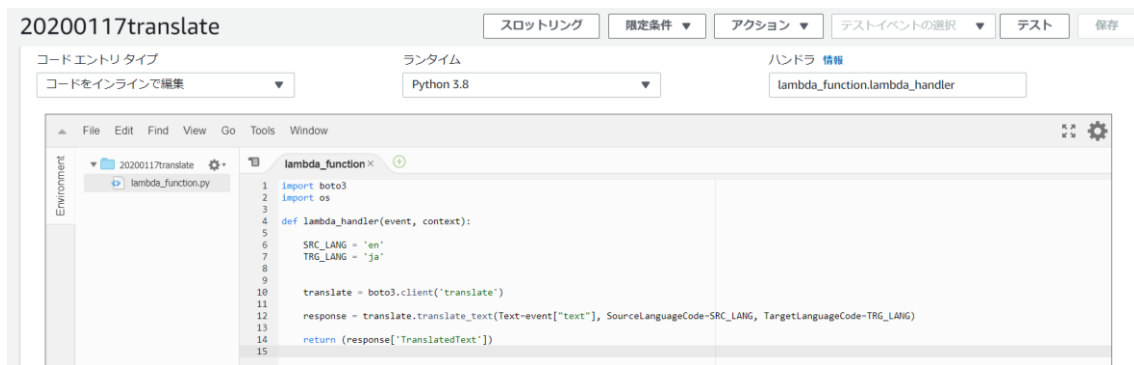 20200117translate スロットリング 限定条件 ▼ アクション ▼ テストイベントの選択 ▼ テスト 保存
コード エントリ タイプ ランタイム ハンドラ 情報
コードをインラインで編集 ▼ Python 3.8 ▼ lambda_function.lambda_handler
File Edit Find View Go Tools Window
Environment
20200117translate
lambda_function.py
lambda_function ×
1 import boto3
2 import os
3
4 def lambda_handler(event, context):
5
6 SRC_LANG = 'en'
7 TRG_LANG = 'ja'
8
9
10 translate = boto3.client('translate')
11
12 response = translate.translate_text(Text=event["text"], SourceLanguageCode=SRC_LANG, TargetLanguageCode=TRG_LANG)
13
14 return (response['TranslatedText'])
15